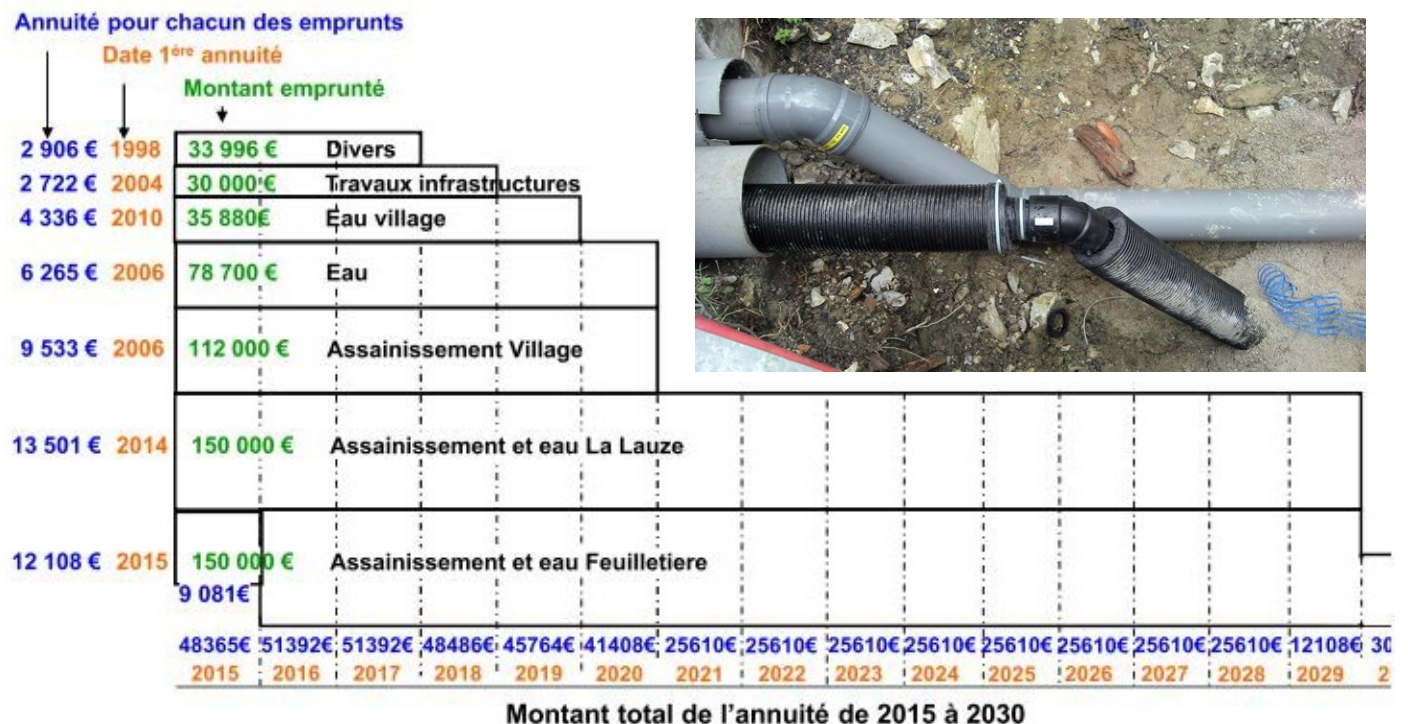 Annuité pour chacun des emprunts
Date 1ére annuité
Montant emprunté
2 906 € 1998 33 996 € Divers
2 722 € 2004 30 000 € Travaux infrastructures
4 336 € 2010 35 880€ Eau village
6 265 € 2006 78 700 € Eau
9 533 € 2006 112 000 € Assainissement Village
13 501 € 2014 150 000 € Assainissement et eau La Lauze
12 108 € 2015 150 000 € Assainissement et eau Feuilletiere
9 081€
48365€ 51392€ 51392€ 48486€ 45764€ 41408€ 25610€ 25610€ 25610€ 25610€ 25610€ 25610€ 25610€ 25610€ 12108€ 30
2015 2016 2017 2018 2019 2020 2021 2022 2023 2024 2025 2026 2027 2028 2029 2
Montant total de l'annuité de 2015 à 2030